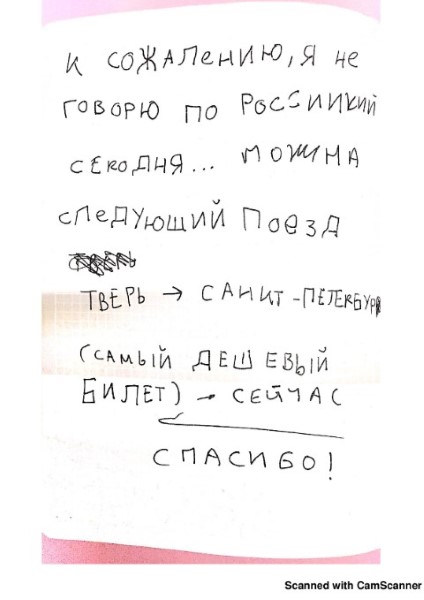 К СОЖАЛеНИЮ, Я Не
ГОВОРЮ ПО РОССИИКИЙ
СЕГОДНЯ... МОЖНА
СЛеДУЮЩИЙ ПОеЗД
ТВЕРЬ → САНИТ-ПЕТЕРБУРГ
(САМЫЙ ДЕШЕВЫЙ
БИЛЕТ) → СЕЙЧАС
СПАСИБО!
Scanned with CamScanner